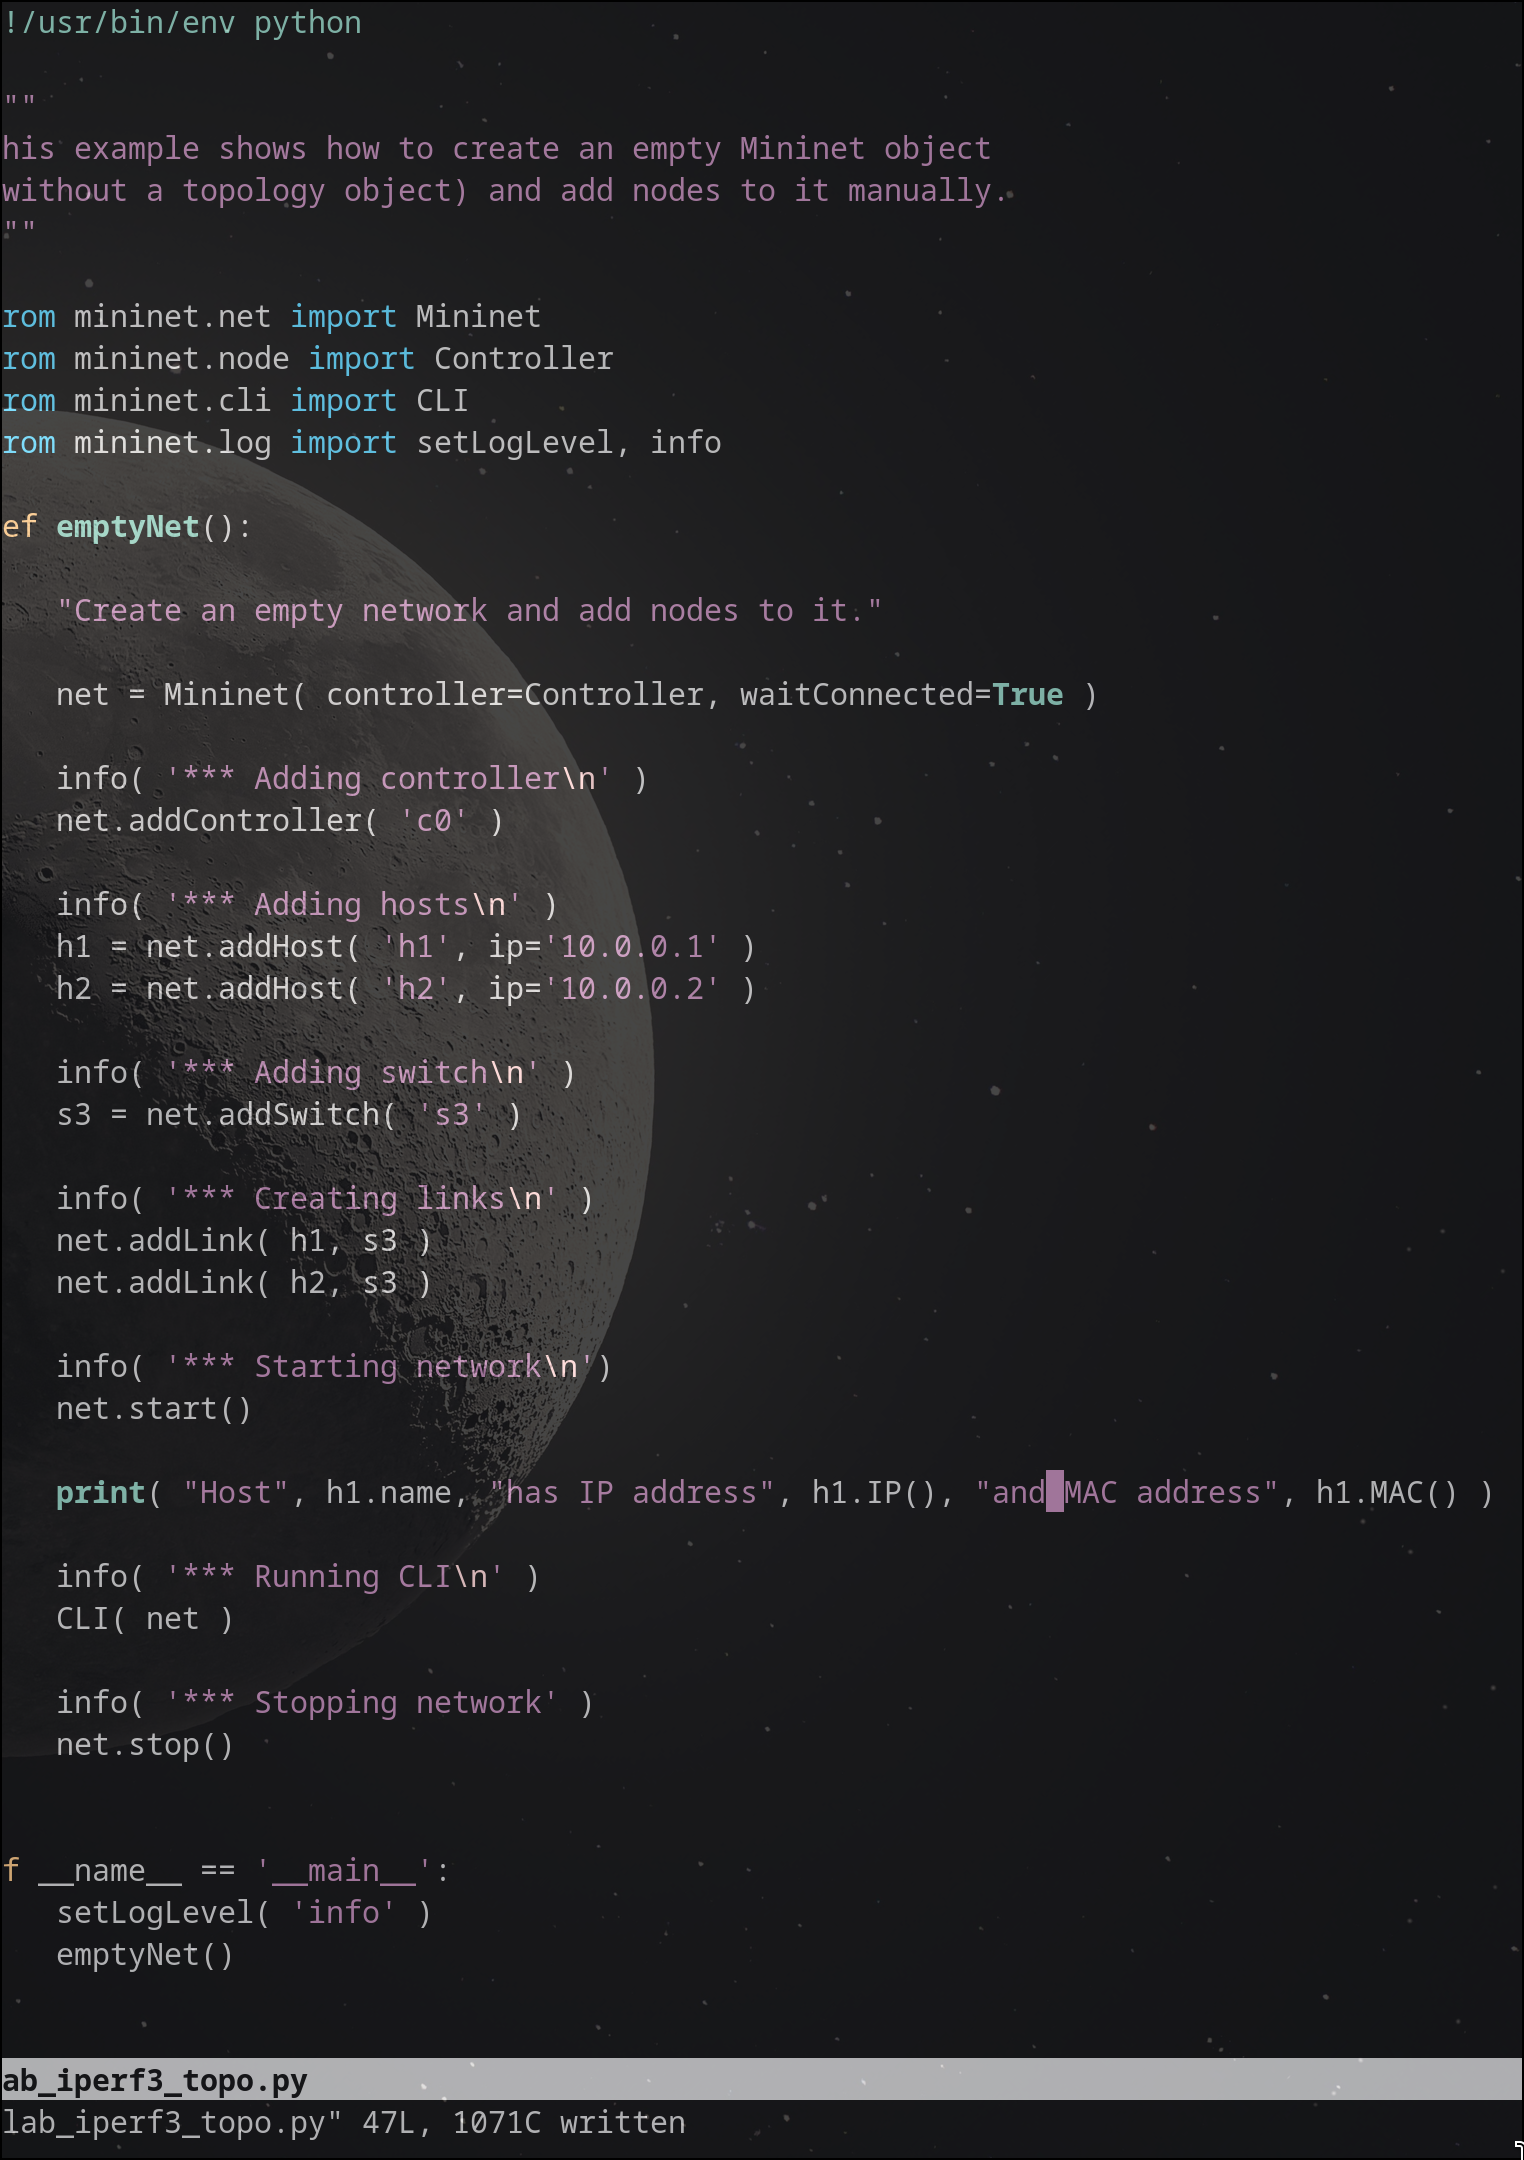 !/usr/bin/env python
""
his example shows how to create an empty Mininet object
without a topology object) and add nodes to it manually.
""
rom mininet.net import Mininet
rom mininet.node import Controller
rom mininet.cli import CLI
rom mininet.log import setLogLevel, info
ef emptyNet():
"Create an empty network and add nodes to it."
net = Mininet( controller=Controller, waitConnected=True )
info( '*** Adding controller\n' )
net.addController( 'c0' )
info( '*** Adding hosts\n' )
h1 = net.addHost( 'h1', ip='10.0.0.1' )
h2 = net.addHost( 'h2', ip='10.0.0.2' )
info( '*** Adding switch\n' )
s3 = net.addSwitch( 's3' )
info( '*** Creating links\n' )
net.addLink( h1, s3 )
net.addLink( h2, s3 )
info( '*** Starting network\n')
net.start()
print( "Host", h1.name, "has IP address", h1.IP(), "and MAC address", h1.MAC() )
info( '*** Running CLI\n' )
CLI( net )
info( '*** Stopping network' )
net.stop()
f __name__ == '__main__':
setLogLevel( 'info' )
emptyNet()
ab_iperf3_topo.py
lab_iperf3_topo.py" 47L, 1071C written